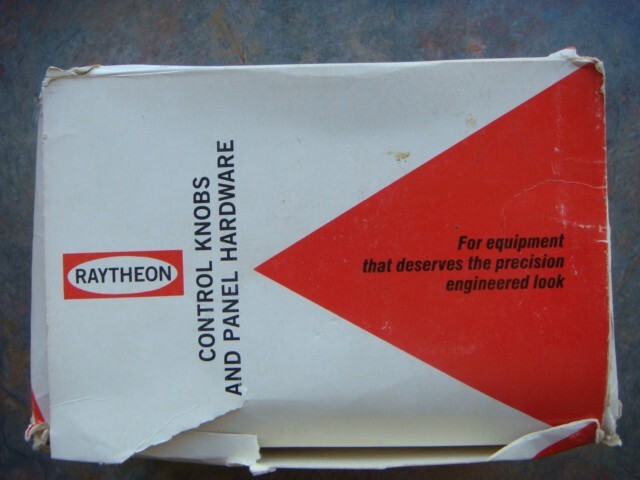 RAYTHEON
CONTROL KNOBS
AND PANEL HARDWARE
For equipment
that deserves the precision
engineered look